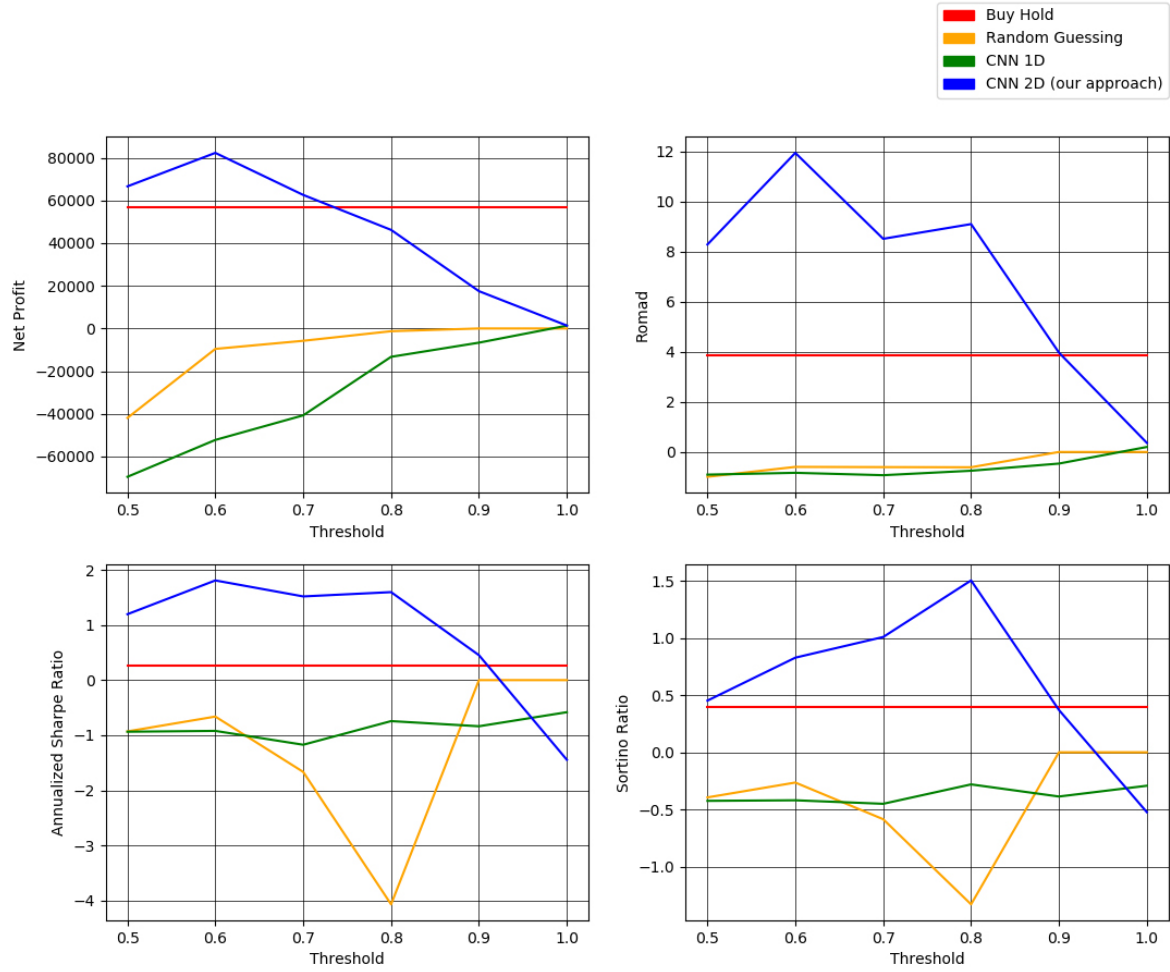 Buy Hold
Random Guessing
CNN 1D
CNN 2D (our approach)
80000
60000
40000
20000
0
−20000
−40000
−60000
Net Profit
0.5 0.6 0.7 0.8 0.9 1.0
Threshold
12
10
8
6
4
2
0
Romad
0.5 0.6 0.7 0.8 0.9 1.0
Threshold
2
1
0
−1
−2
−3
−4
Annualized Sharpe Ratio
0.5 0.6 0.7 0.8 0.9 1.0
Threshold
1.5
1.0
0.5
0.0
−0.5
−1.0
Sortino Ratio
0.5 0.6 0.7 0.8 0.9 1.0
Threshold